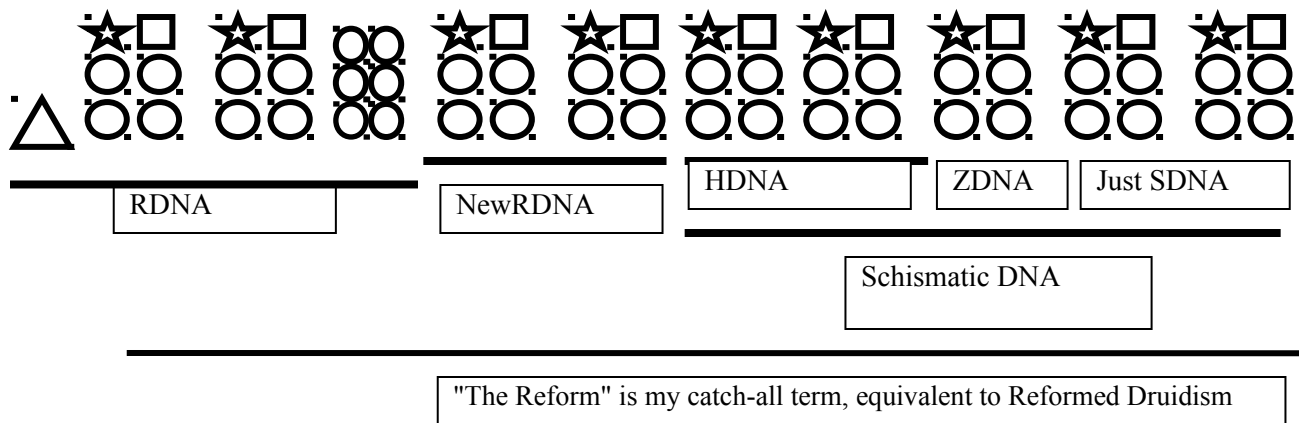 HDNA
ZDNA
Just SDNA
RDNA
NewRDNA
Schismatic DNA
"The Reform" is my catch-all term, equivalent to Reformed Druidism